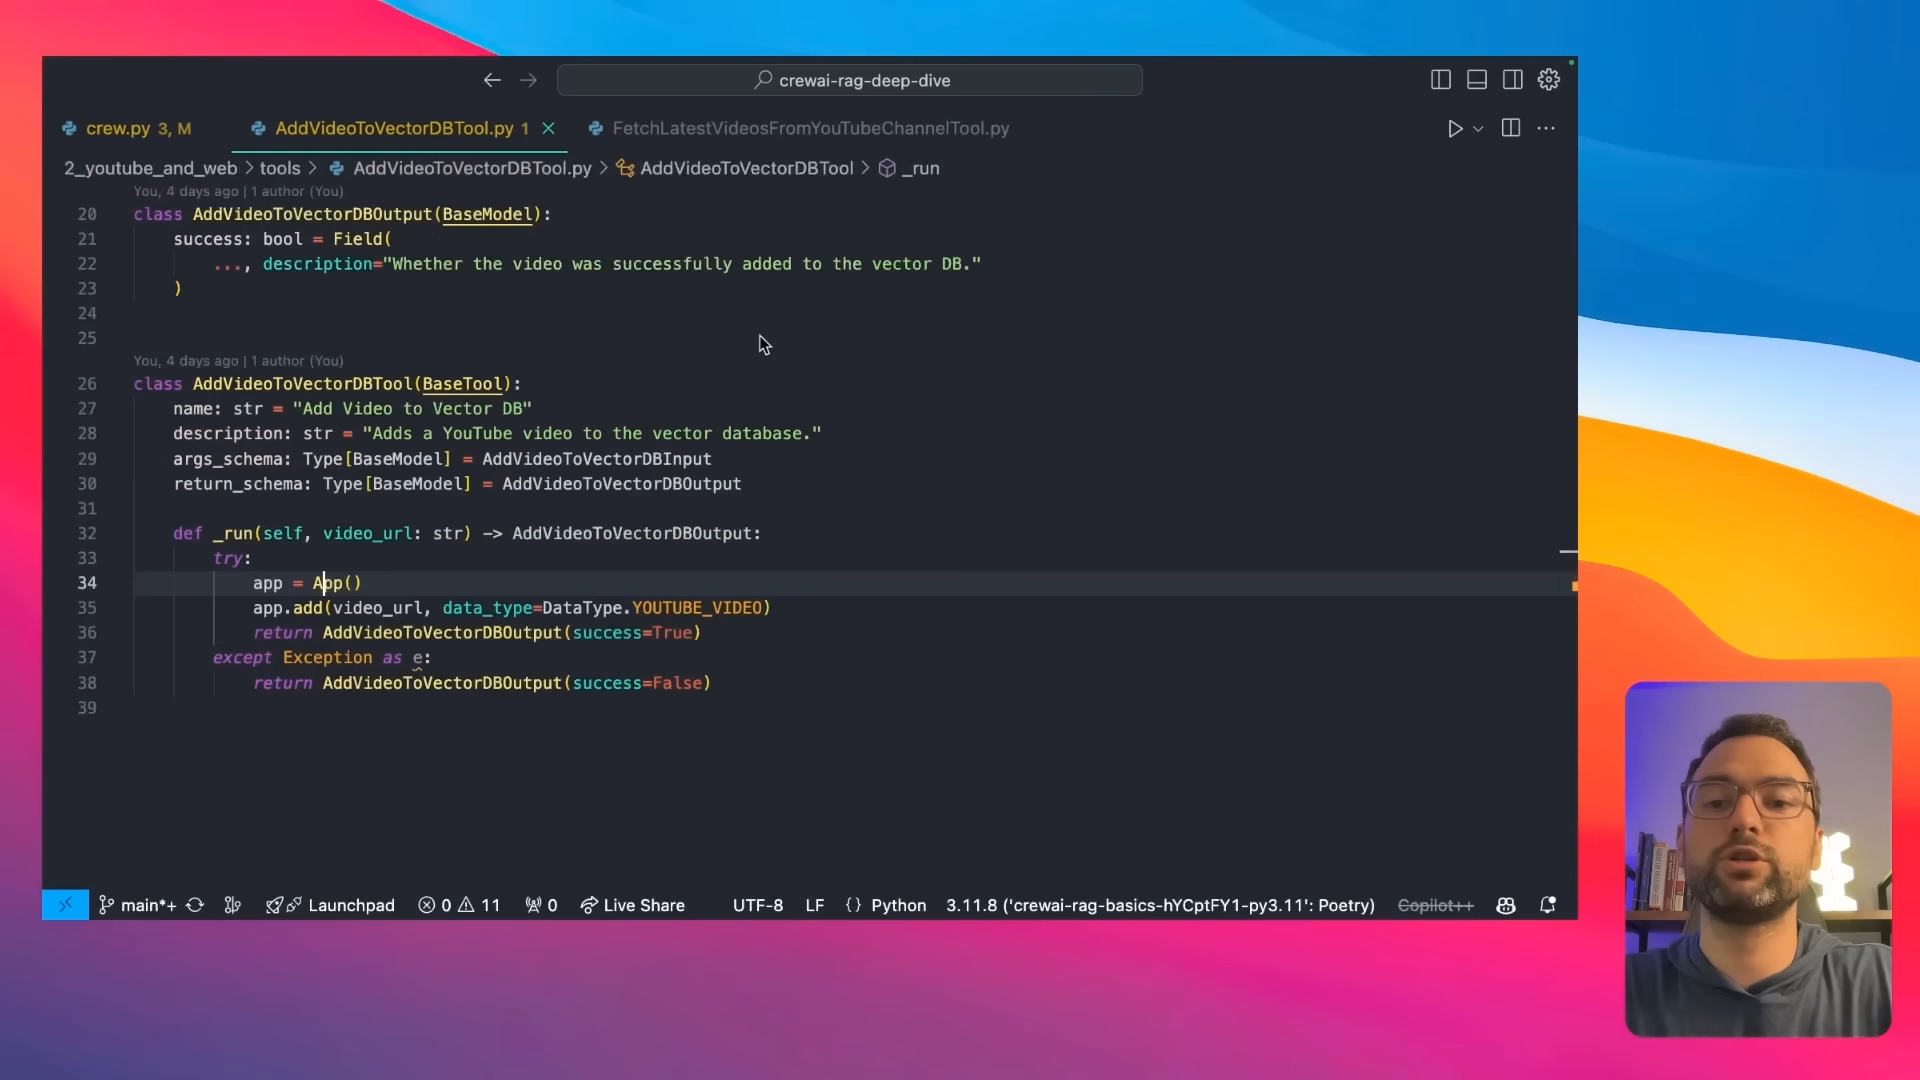 crewai-rag-deep-dive
crew.py 3, M
AddVideoToVectorDBTool.py 1
FetchLatestVideosFromYouTubeChannelTool.py
2_youtube_and_web > tools > AddVideoToVectorDBTool.py > AddVideoToVectorDBTool > _run
You, 4 days ago | 1 author (You)
20 class AddVideoToVectorDBOutput(BaseModel):
21 success: bool = Field(
22 ..., description="Whether the video was successfully added to the vector DB."
23 )
24
25
You, 4 days ago | 1 author (You)
26 class AddVideoToVectorDBTool(BaseTool):
27 name: str = "Add Video to Vector DB"
28 description: str = "Adds a YouTube video to the vector database."
29 args_schema: Type[BaseModel] = AddVideoToVectorDBInput
30 return_schema: Type[BaseModel] = AddVideoToVectorDBOutput
31
32 def _run(self, video_url: str) -> AddVideoToVectorDBOutput:
33 try:
34 app = App()
35 app.add(video_url, data_type=DataType.YOUTUBE_VIDEO)
36 return AddVideoToVectorDBOutput(success=True)
37 except Exception as e:
38 return AddVideoToVectorDBOutput(success=False)
39
main*+ Launchpad 0 11 0 Live Share UTF-8 LF {} Python 3.11.8 ('crewai-rag-basics-hYCptFY1-py3.11': Poetry) Copilot++